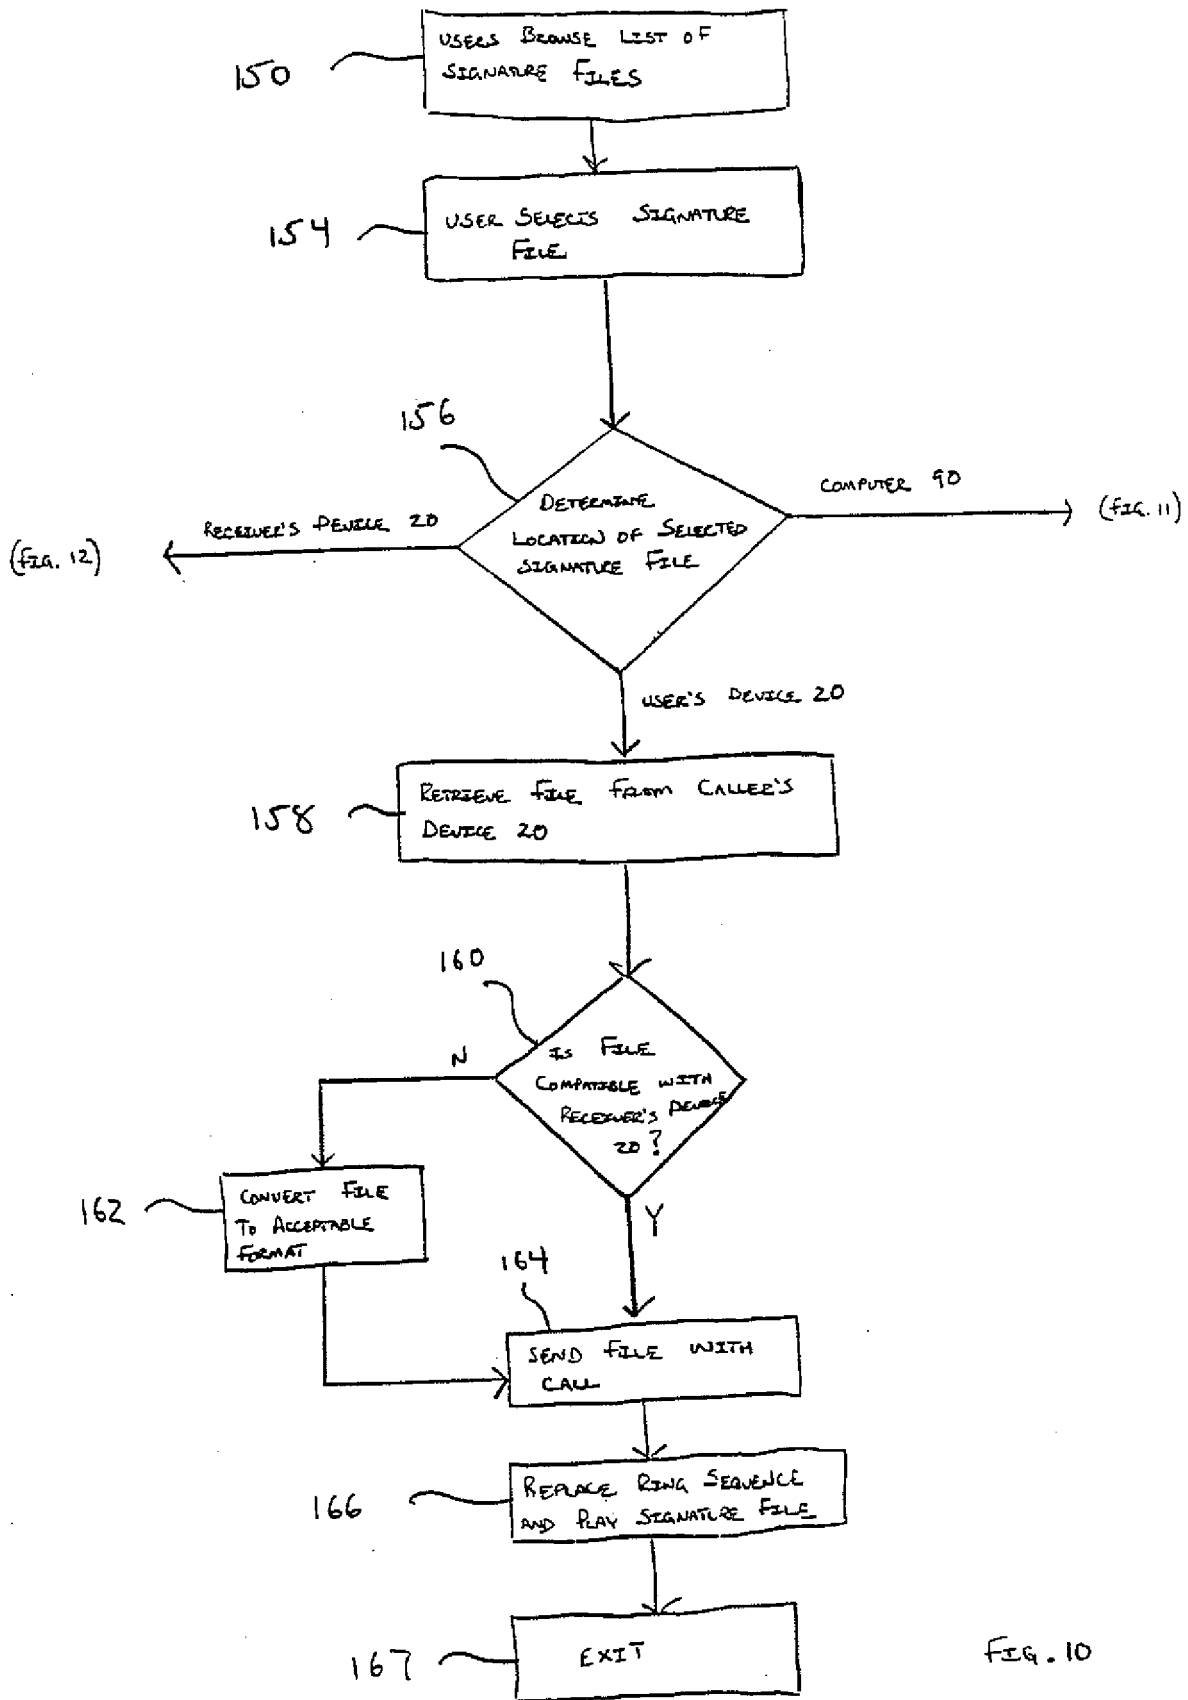 USERS BROWSE LIST OF
SIGNATURE FILES
150
USER SELECTS SIGNATURE
FILE
154
156
DETERMINE
LOCATION OF SELECTED
SIGNATURE FILE
COMPUTER 90
(FIG. 11)
RECEIVER'S DEVICE 20
(FIG. 12)
USER'S DEVICE 20
RETRIEVE FILE FROM CALLER'S
DEVICE 20
158
160
IS FILE
COMPATIBLE WITH
RECEIVER'S DEVICE
20?
N
Y
CONVERT FILE
TO ACCEPTABLE
FORMAT
162
164
SEND FILE WITH
CALL
REPLACE RING SEQUENCE
AND PLAY SIGNATURE FILE
166
EXIT
167
FIG. 10